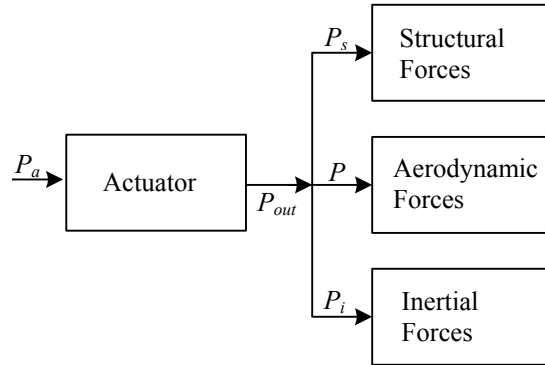 P_s
Structural
Forces
P_a
Actuator
P_out
P
Aerodynamic
Forces
P_i
Inertial
Forces